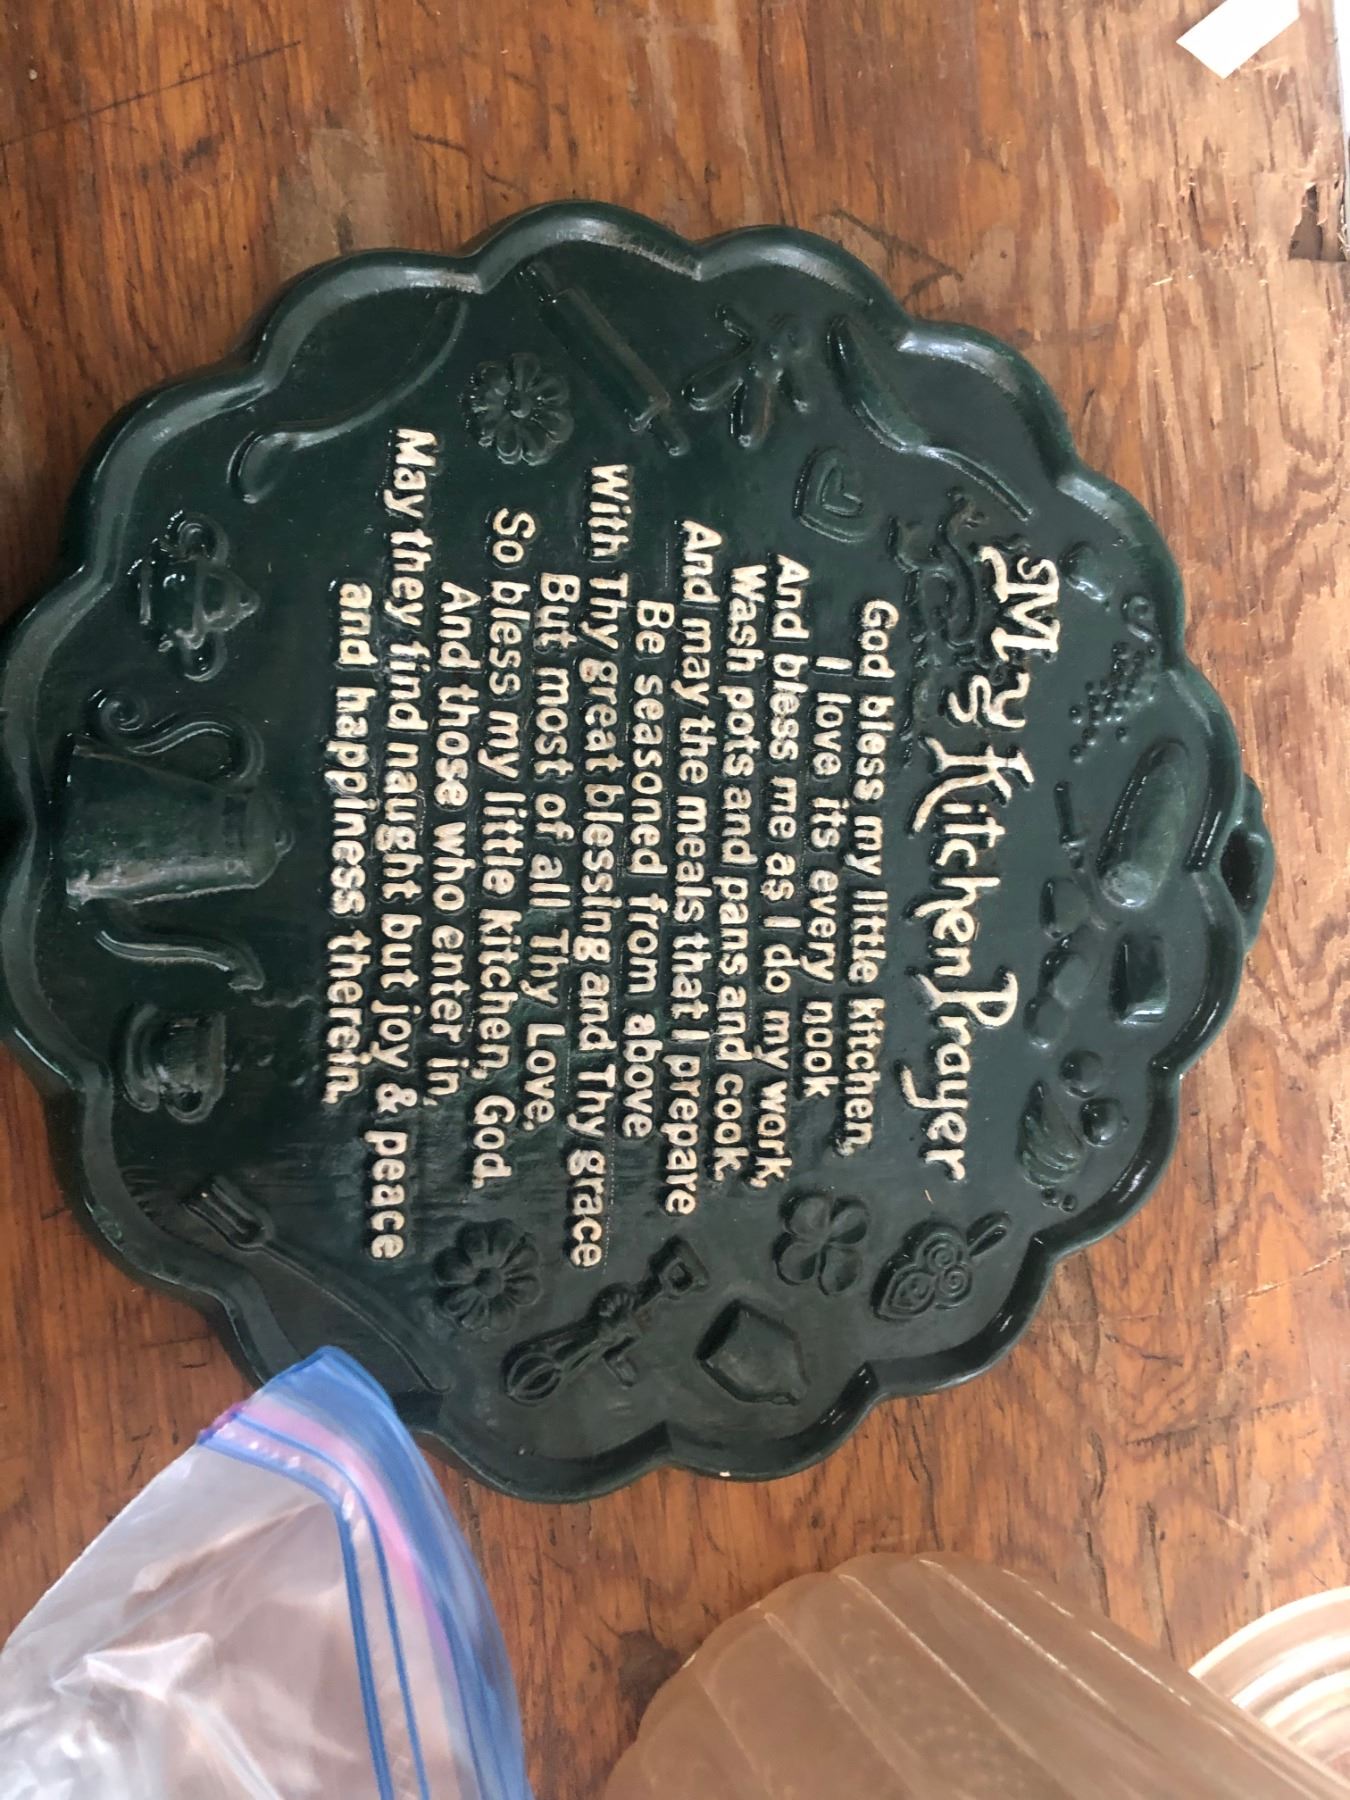 My Kitchen Prayer
God bless my little kitchen,
I love its every nook
And bless me as I do my work,
Wash pots and pans and cook.
And may the meals that I prepare
Be seasoned from above
With Thy great blessing and Thy grace
But most of all Thy Love.
So bless my little kitchen, God.
And those who enter in,
May they find naught but joy & peace
and happiness therein.